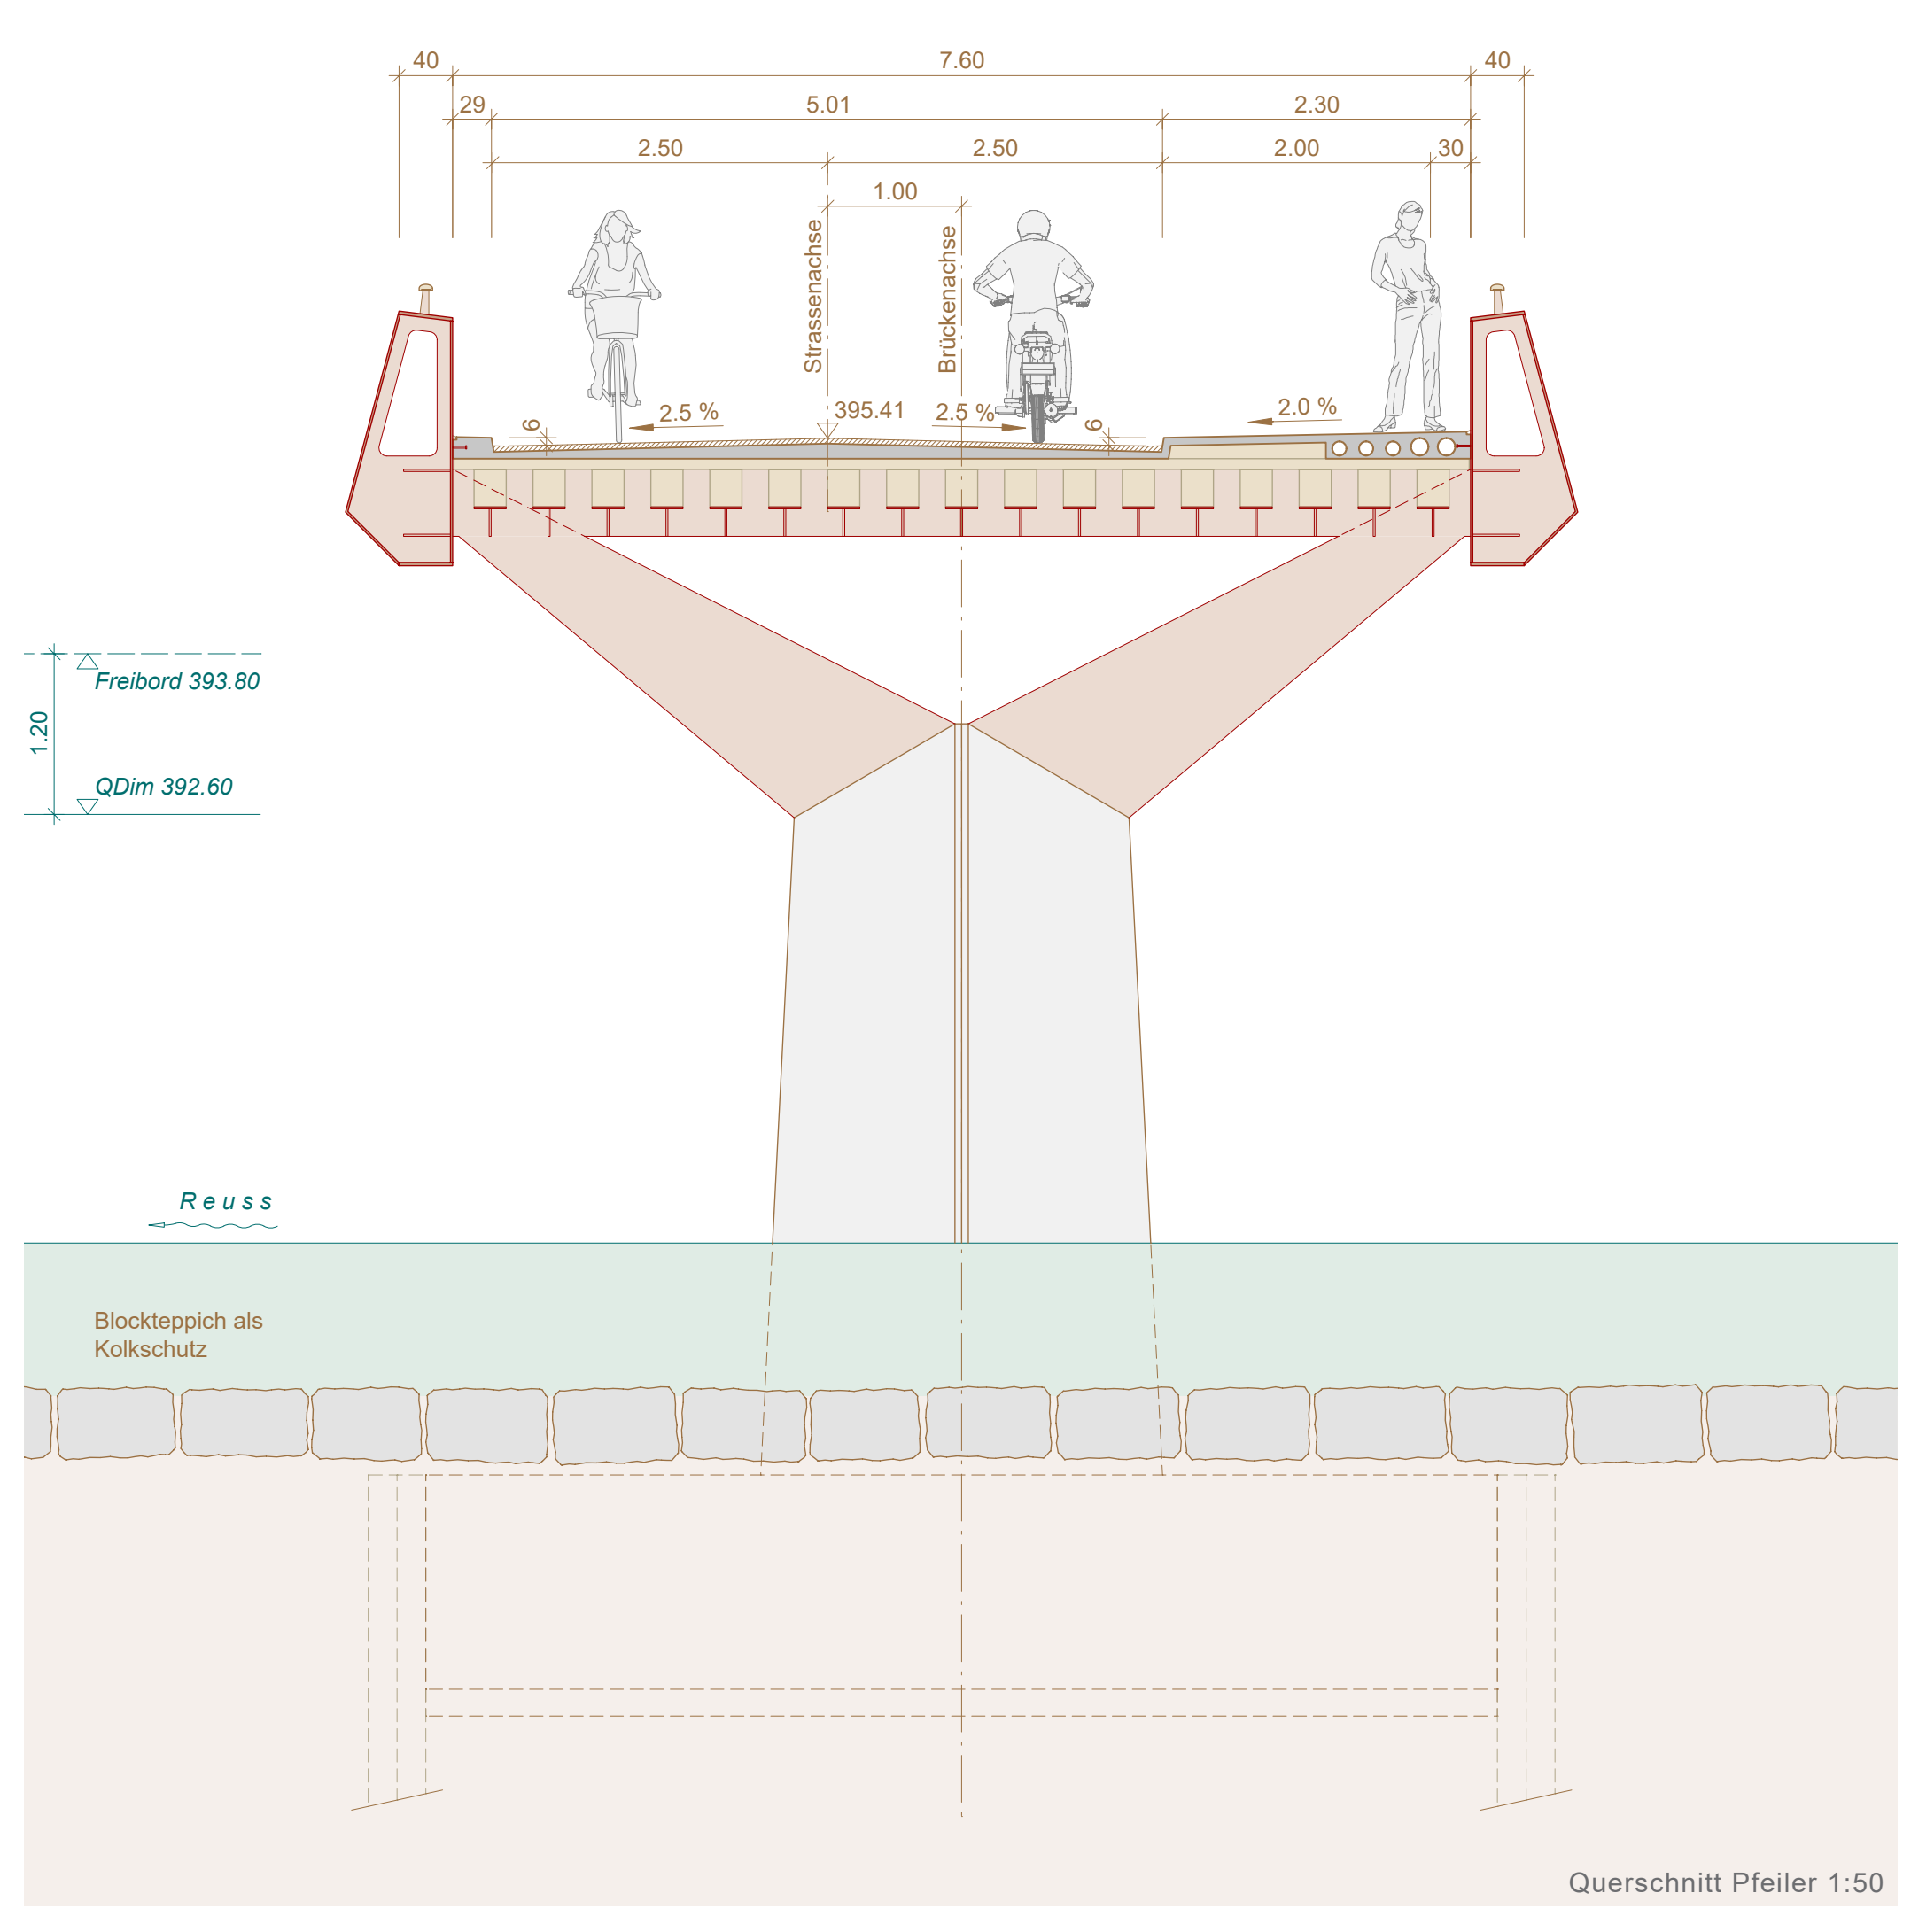 40 7.60 40
29 5.01 2.30
2.50 2.50 2.00 30
1.00
Strassenachse
Brückenachse
6 2.5 % 395.41 2.5 % 6 2.0 %
Freibord 393.80
1.20
QDim 392.60
Reuss
Blockteppich als
Kolkschutz
Querschnitt Pfeiler 1:50